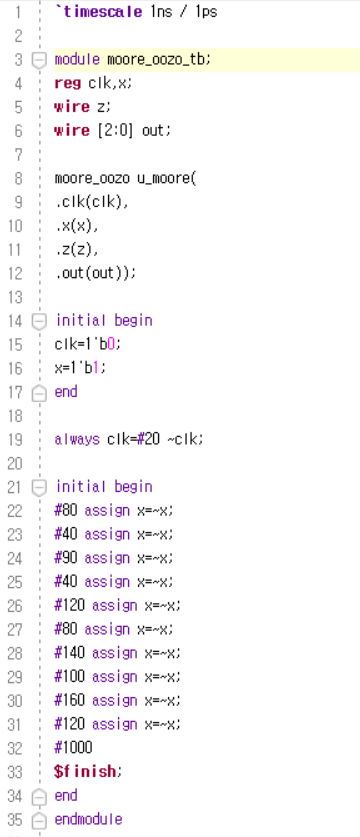 1 `timescale 1ns / 1ps
2
3 module moore_oozo_tb;
4 reg clk,x;
5 wire z;
6 wire [2:0] out;
7
8 moore_oozo u_moore(
9 .clk(clk),
10 .x(x),
11 .z(z),
12 .out(out));
13
14 initial begin
15 clk=1'b0;
16 x=1'b1;
17 end
18
19 always clk=#20 ~clk;
20
21 initial begin
22 #80 assign x=~x;
23 #40 assign x=~x;
24 #90 assign x=~x;
25 #40 assign x=~x;
26 #120 assign x=~x;
27 #80 assign x=~x;
28 #140 assign x=~x;
29 #100 assign x=~x;
30 #160 assign x=~x;
31 #120 assign x=~x;
32 #1000
33 $finish;
34 end
35 endmodule